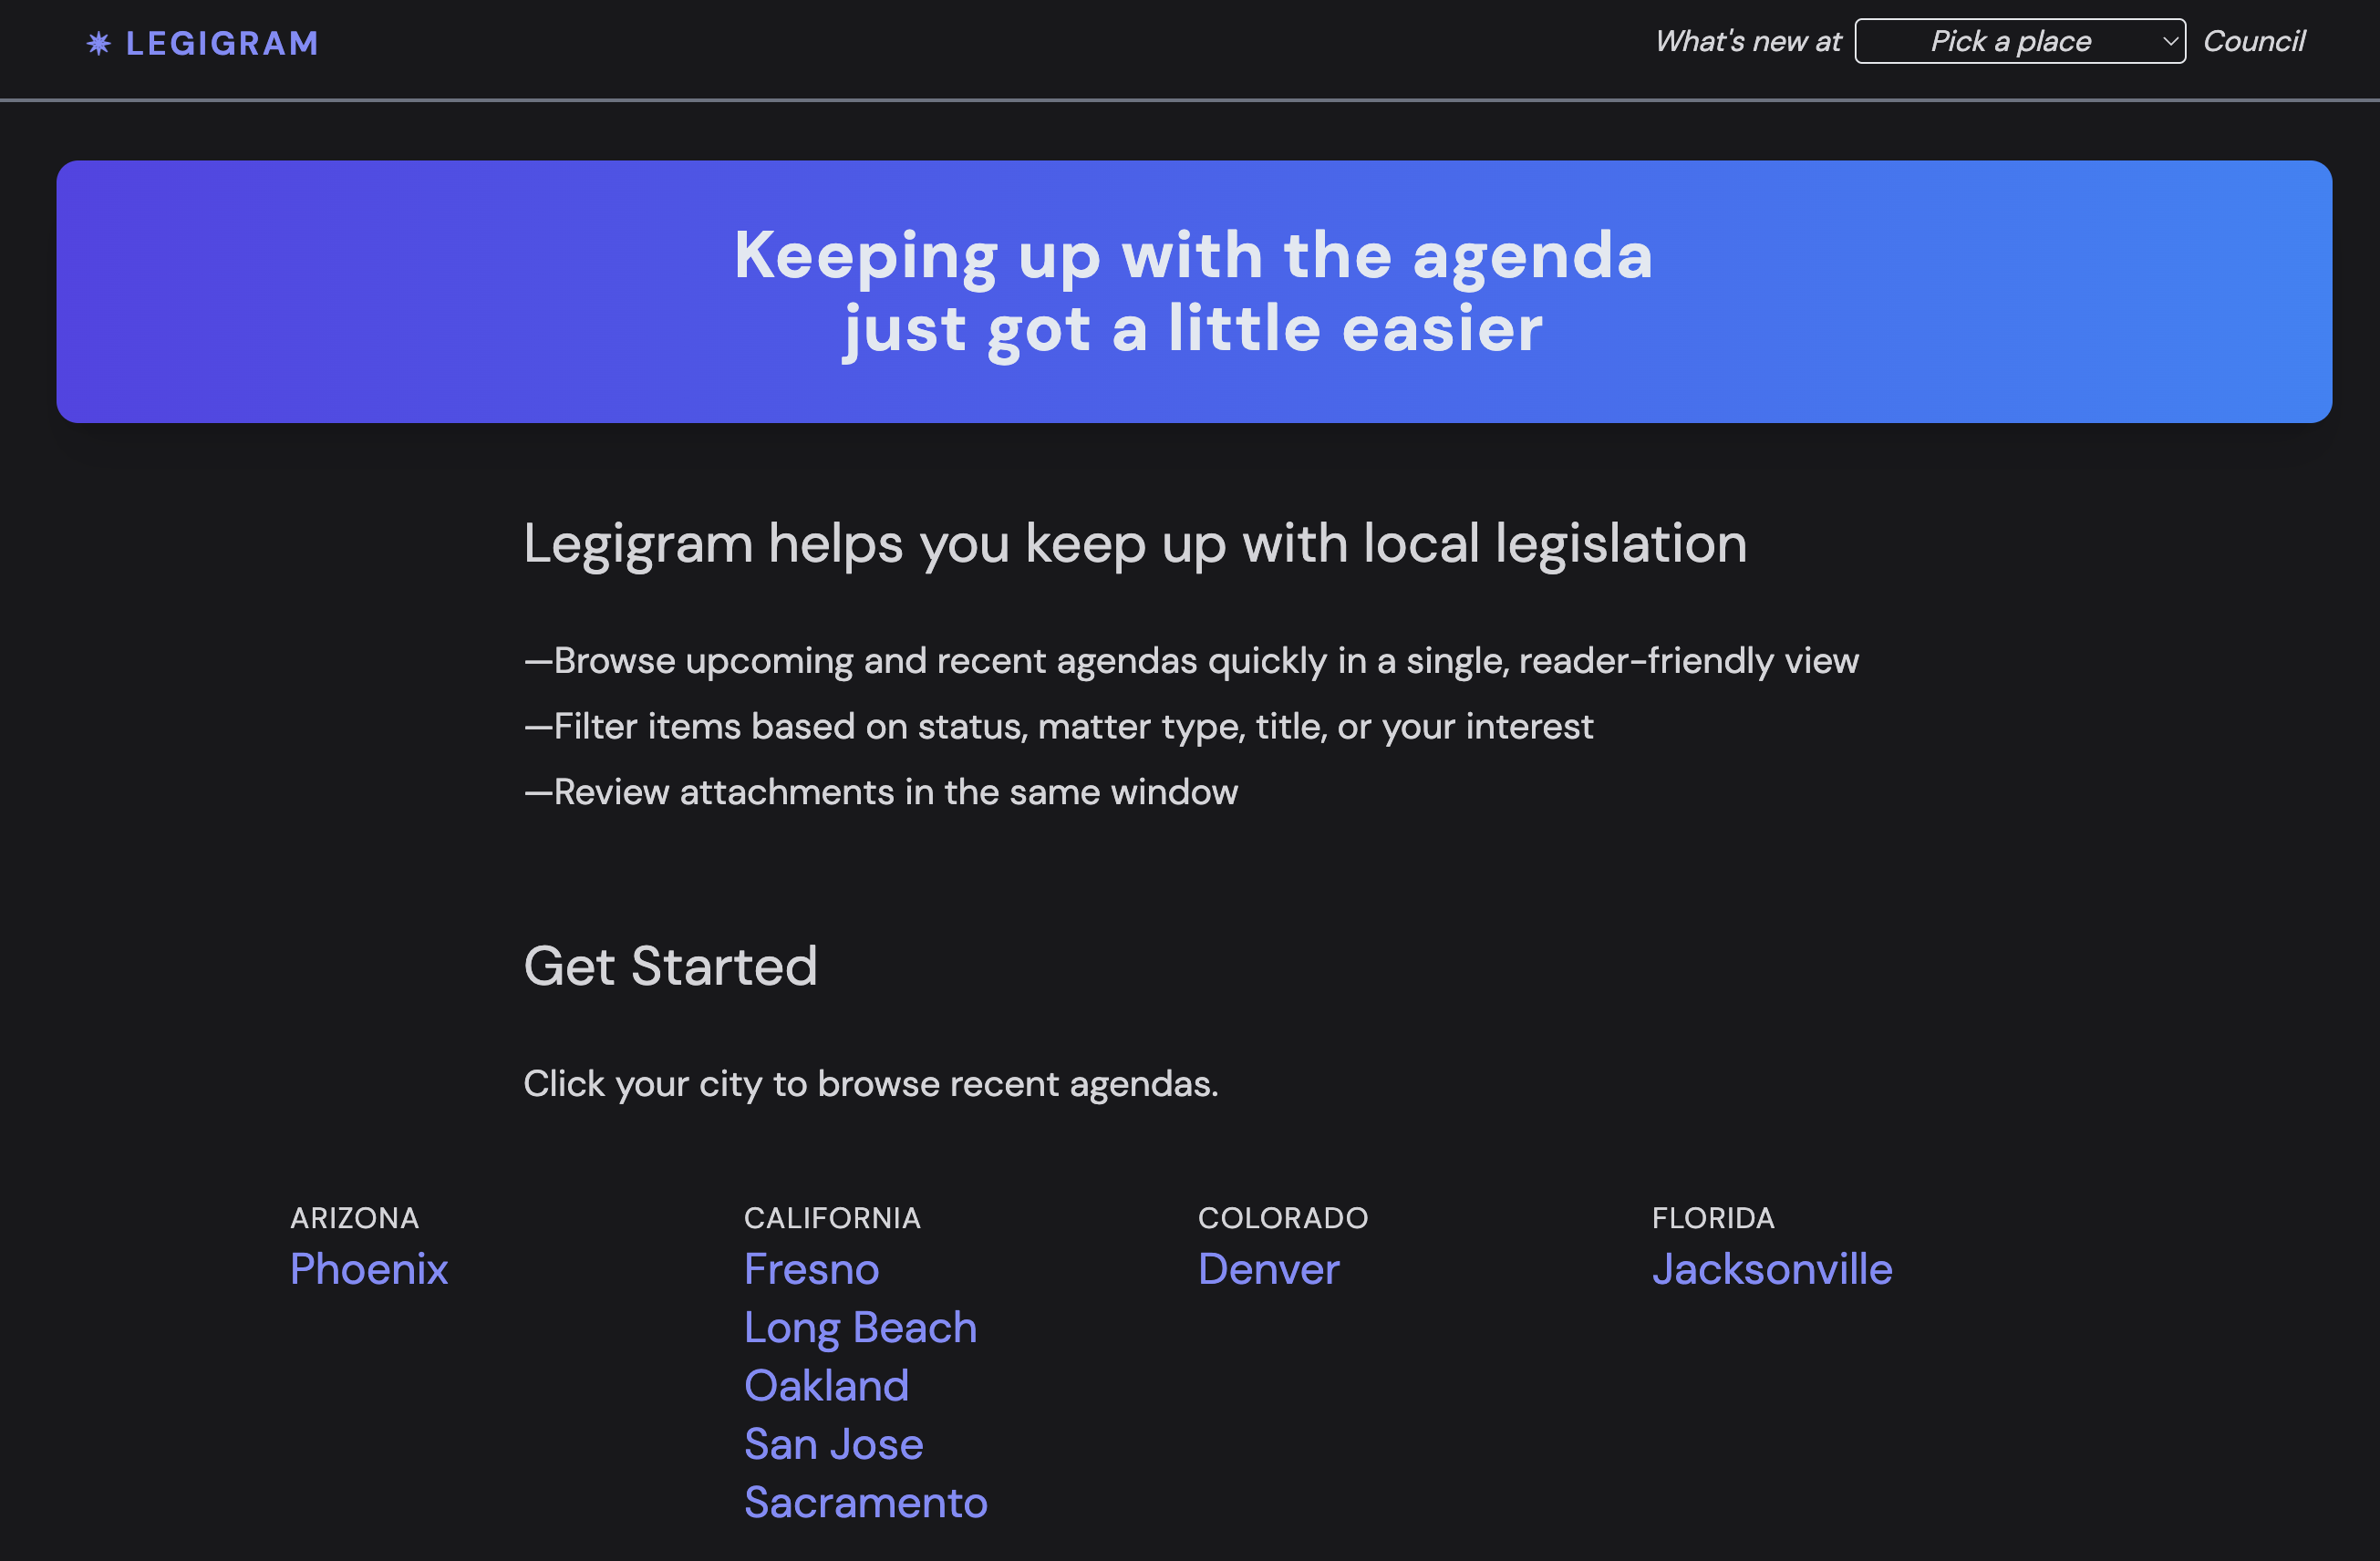 LEGIGRAM
What's new at Pick a place Council
Keeping up with the agenda
just got a little easier
Legigram helps you keep up with local legislation
—Browse upcoming and recent agendas quickly in a single, reader-friendly view
—Filter items based on status, matter type, title, or your interest
—Review attachments in the same window
Get Started
Click your city to browse recent agendas.
ARIZONA
Phoenix
CALIFORNIA
Fresno
Long Beach
Oakland
San Jose
Sacramento
COLORADO
Denver
FLORIDA
Jacksonville